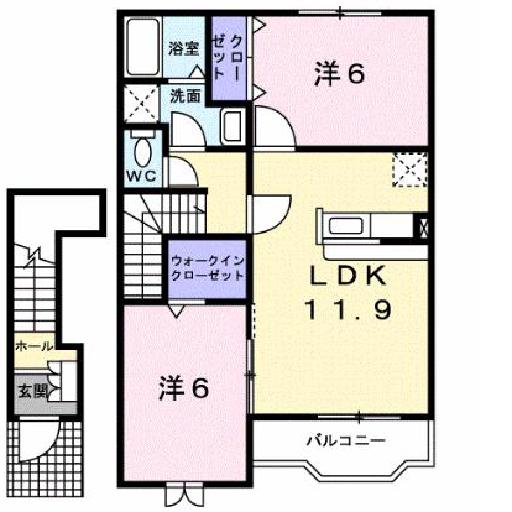 浴室
クロー
ゼット
洋6
洗面
WC
ウォークイン
クローゼット
LDK
11.9
ホール
玄関
洋6
バルコニー